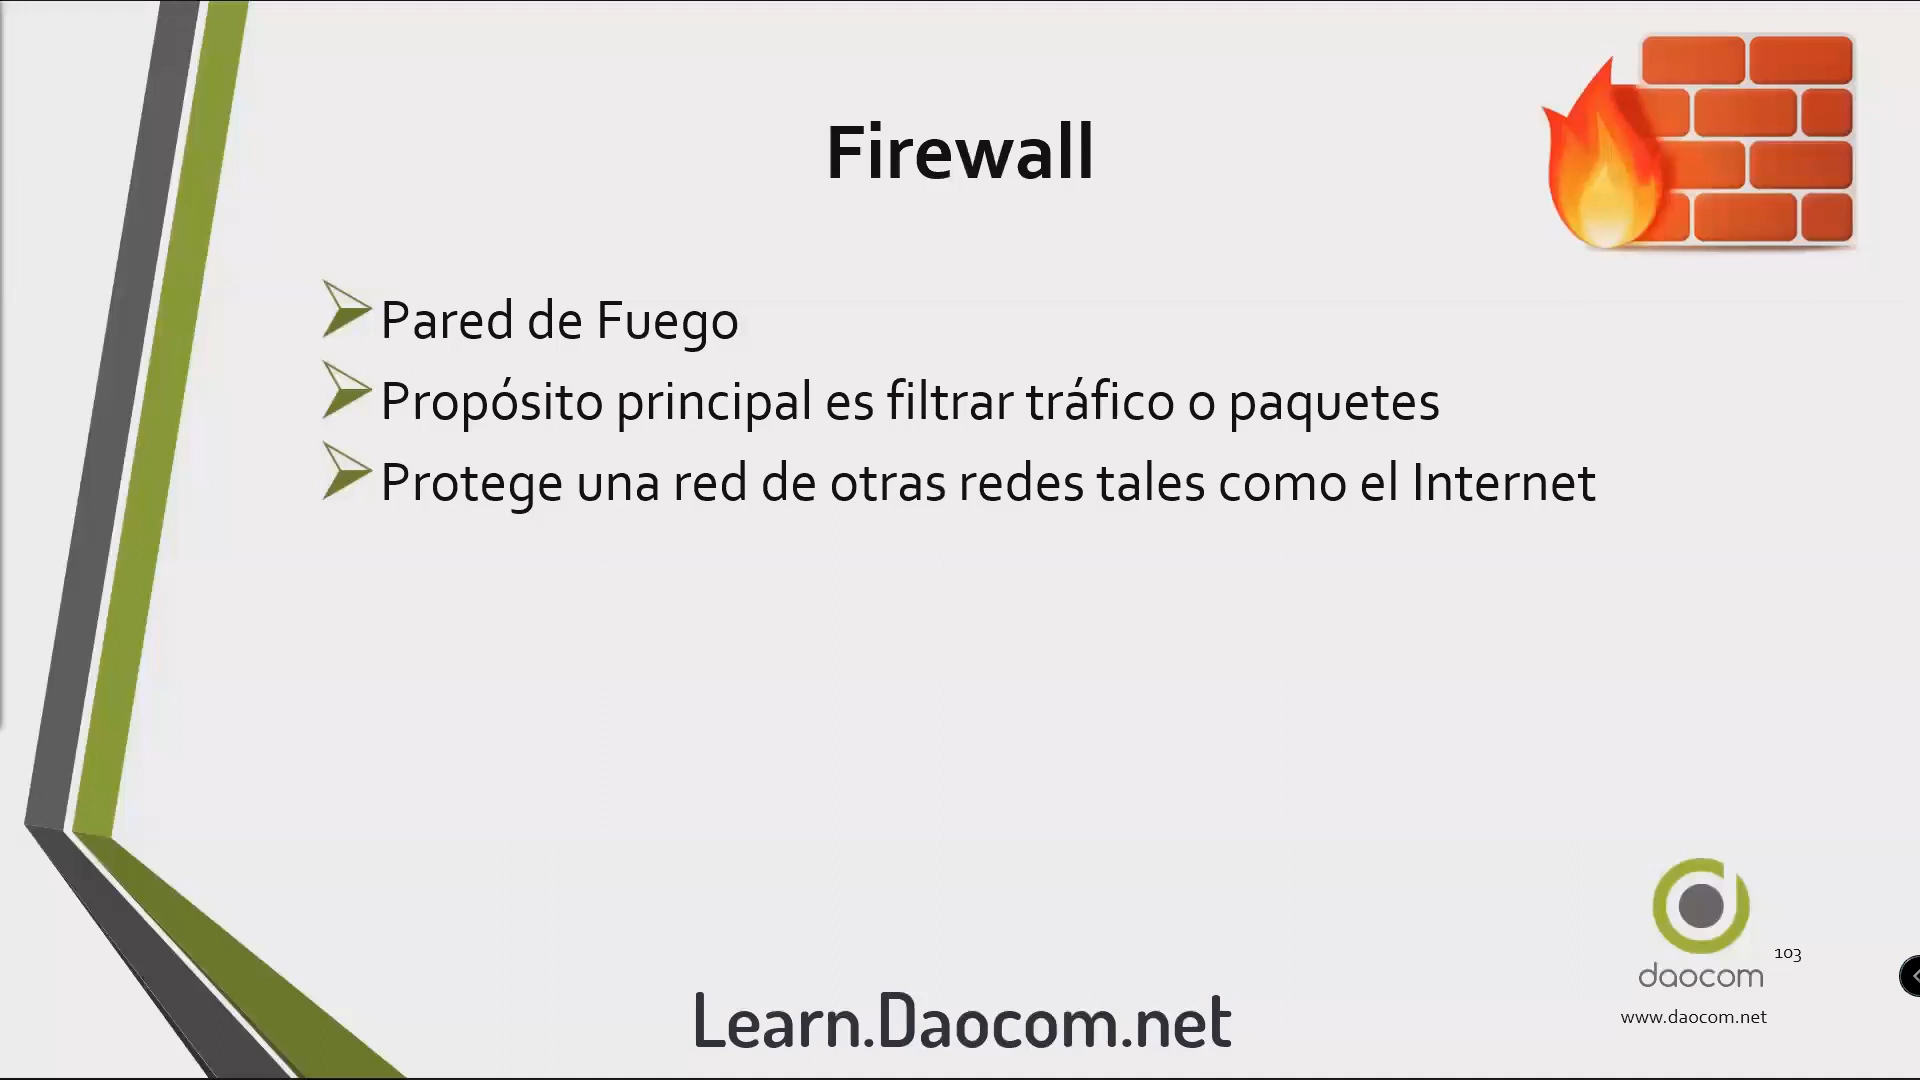 Firewall
Pared de Fuego
Propósito principal es filtrar tráfico o paquetes
Protege una red de otras redes tales como el Internet
103
daocom
www.daocom.net
Learn.Daocom.net